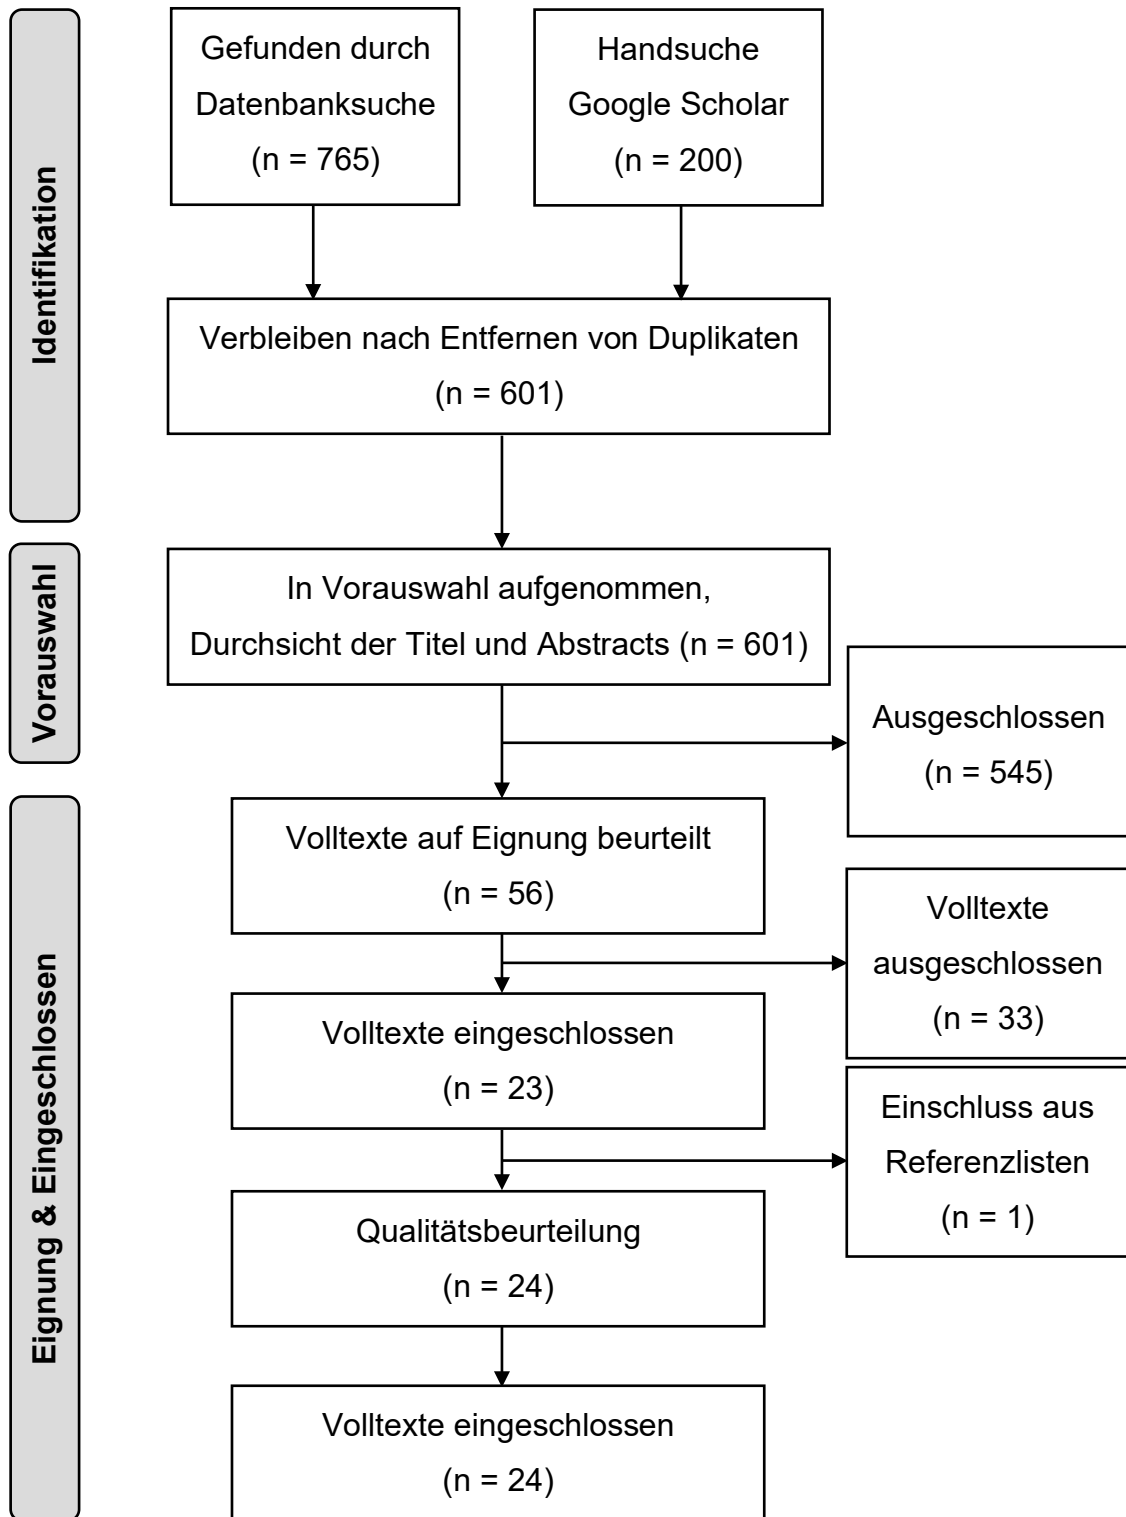 Identifikation
Gefunden durch
Datenbanksuche
(n = 765)
Handsuche
Google Scholar
(n = 200)
Verbleiben nach Entfernen von Duplikaten
(n = 601)
Vorauswahl
In Vorauswahl aufgenommen,
Durchsicht der Titel und Abstracts (n = 601)
Ausgeschlossen
(n = 545)
Eignung & Eingeschlossen
Volltexte auf Eignung beurteilt
(n = 56)
Volltexte
ausgeschlossen
(n = 33)
Volltexte eingeschlossen
(n = 23)
Einschluss aus
Referenzlisten
(n = 1)
Qualitätsbeurteilung
(n = 24)
Volltexte eingeschlossen
(n = 24)